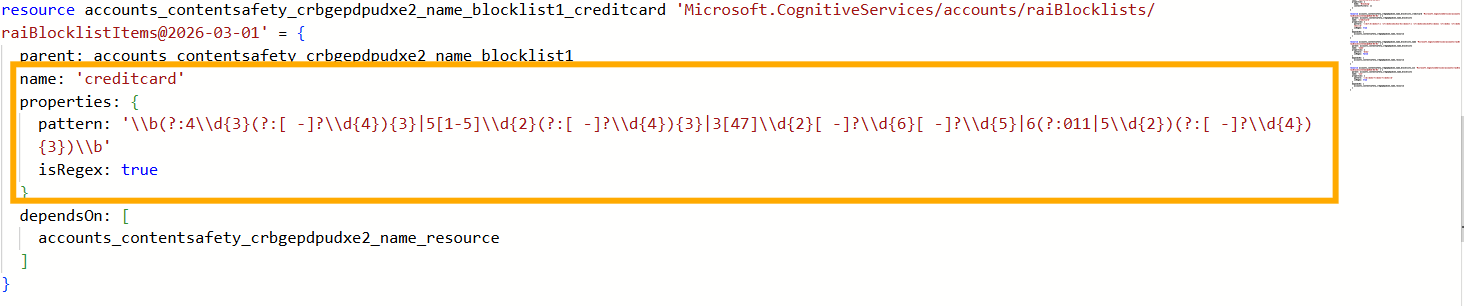 resource accounts_contentsafety_crbgepdpudxe2_name_blocklist1_creditcard 'Microsoft.CognitiveServices/accounts/raiBlocklists/
raiBlocklistItems@2026-03-01' = {
parent: accounts_contentsafety_crbgepdpudxe2_name_blocklist1
name: 'creditcard'
properties: {
pattern: '\\b(?:4\\d{3}(?:[ -]?\\d{4}){3}|5[1-5]\\d{2}(?:[ -]?\\d{4}){3}|3[47]\\d{2}[ -]?\\d{6}[ -]?\\d{5}|6(?:011|5\\d{2})(?:[ -]?\\d{4})
{3})\\b'
isRegex: true
}
dependsOn: [
accounts_contentsafety_crbgepdpudxe2_name_resource
]
}